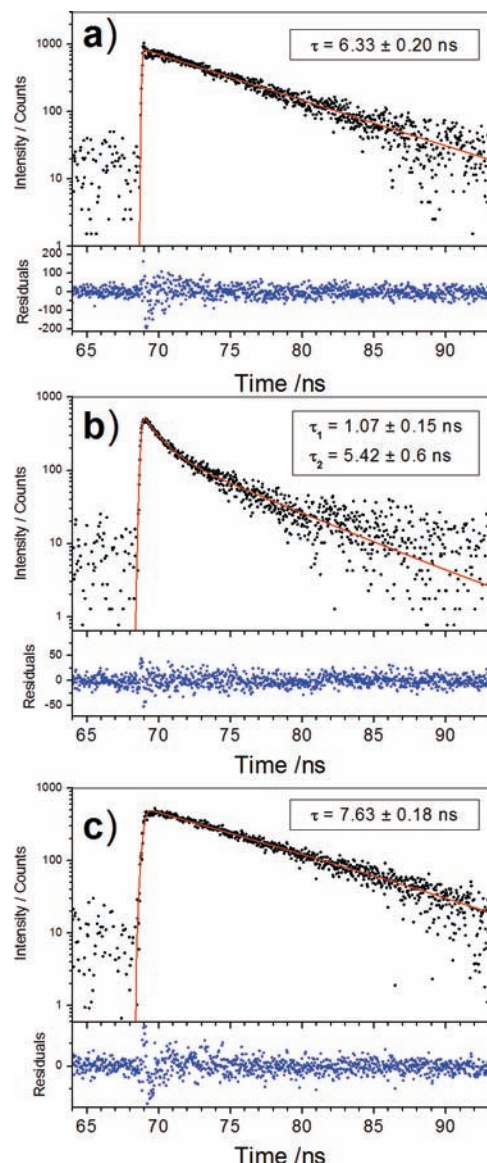 a)
τ = 6.33 ± 0.20 ns
1000
100
10
1
Intensity / Counts
200
100
0
-100
-200
Residuals
65 70 75 80 85 90
Time /ns
b)
τ1 = 1.07 ± 0.15 ns
τ2 = 5.42 ± 0.6 ns
1000
100
10
1
Intensity / Counts
50
0
-50
Residuals
65 70 75 80 85 90
Time /ns
c)
τ = 7.63 ± 0.18 ns
1000
100
10
1
Intensity / Counts
0
Residuals
65 70 75 80 85 90
Time /ns